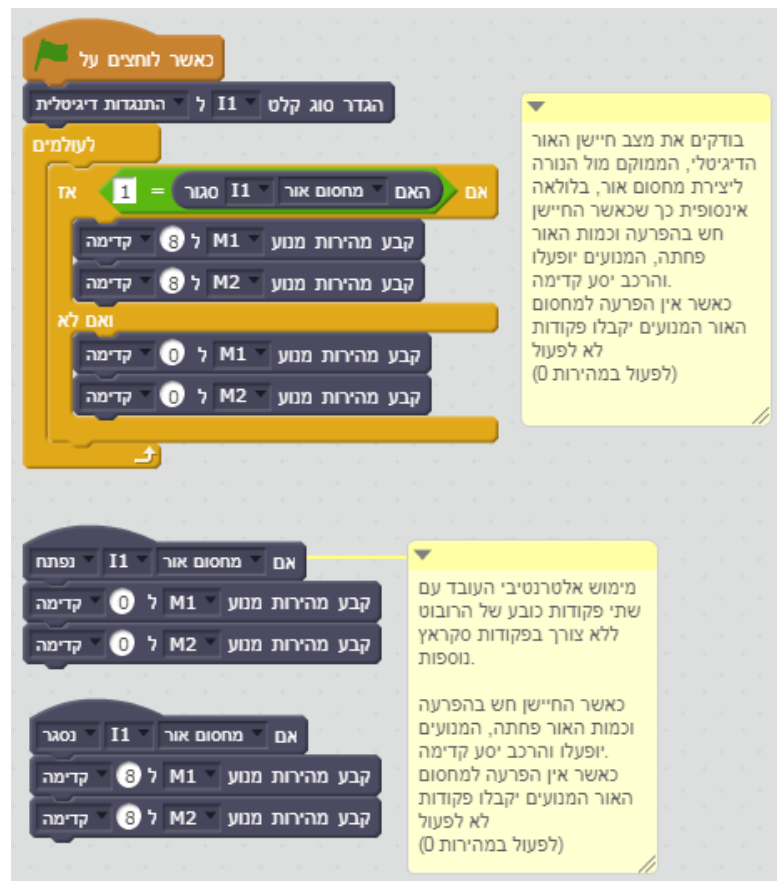 כאשר לוחצים על
הגדר סוג קלט I1 ל התנגדות דיגיטלית
לעולמים
אם האם מחסום אור I1 סגור = 1 אז
קבע מהירות מנוע M1 ל 8 קדימה
קבע מהירות מנוע M2 ל 8 קדימה
ואם לא
קבע מהירות מנוע M1 ל 0 קדימה
קבע מהירות מנוע M2 ל 0 קדימה
בודקים את מצב חיישן האור
הדיגיטלי, הממוקם מול הנורה
ליצירת מחסום אור, בלולאה
אינסופית כך שכאשר החיישן
חש בהפרעה וכמות האור
פחתה, המנועים יופעלו
.והרכב יסע קדימה
כאשר אין הפרעה למחסום
האור המנועים יקבלו פקודות
לא לפעול
(לפעול במהירות 0)
אם מחסום אור I1 נפתח
קבע מהירות מנוע M1 ל 0 קדימה
קבע מהירות מנוע M2 ל 0 קדימה
אם מחסום אור I1 נסגר
קבע מהירות מנוע M1 ל 8 קדימה
קבע מהירות מנוע M2 ל 8 קדימה
מימוש אלטרנטיבי העובד עם
שתי פקודות כובע של הרובוט
ללא צורך בפקודות סקראץ
נוספות.
כאשר החיישן חש בהפרעה
וכמות האור פחתה, המנועים
.יופעלו והרכב יסע קדימה
כאשר אין הפרעה למחסום
האור המנועים יקבלו פקודות
לא לפעול
(לפעול במהירות 0)